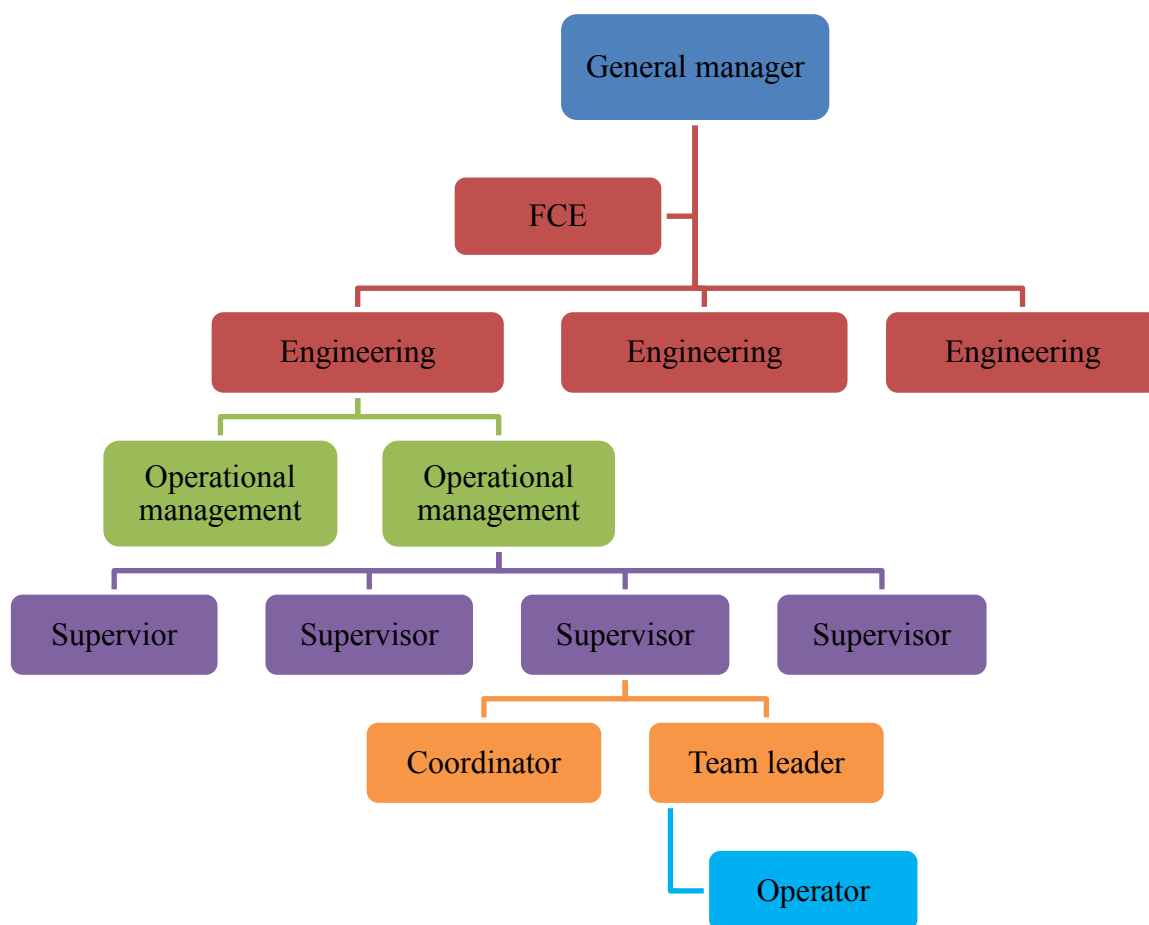 General manager
FCE
Engineering
Engineering
Engineering
Operational
management
Operational
management
Supervior
Supervisor
Supervisor
Supervisor
Coordinator
Team leader
Operator